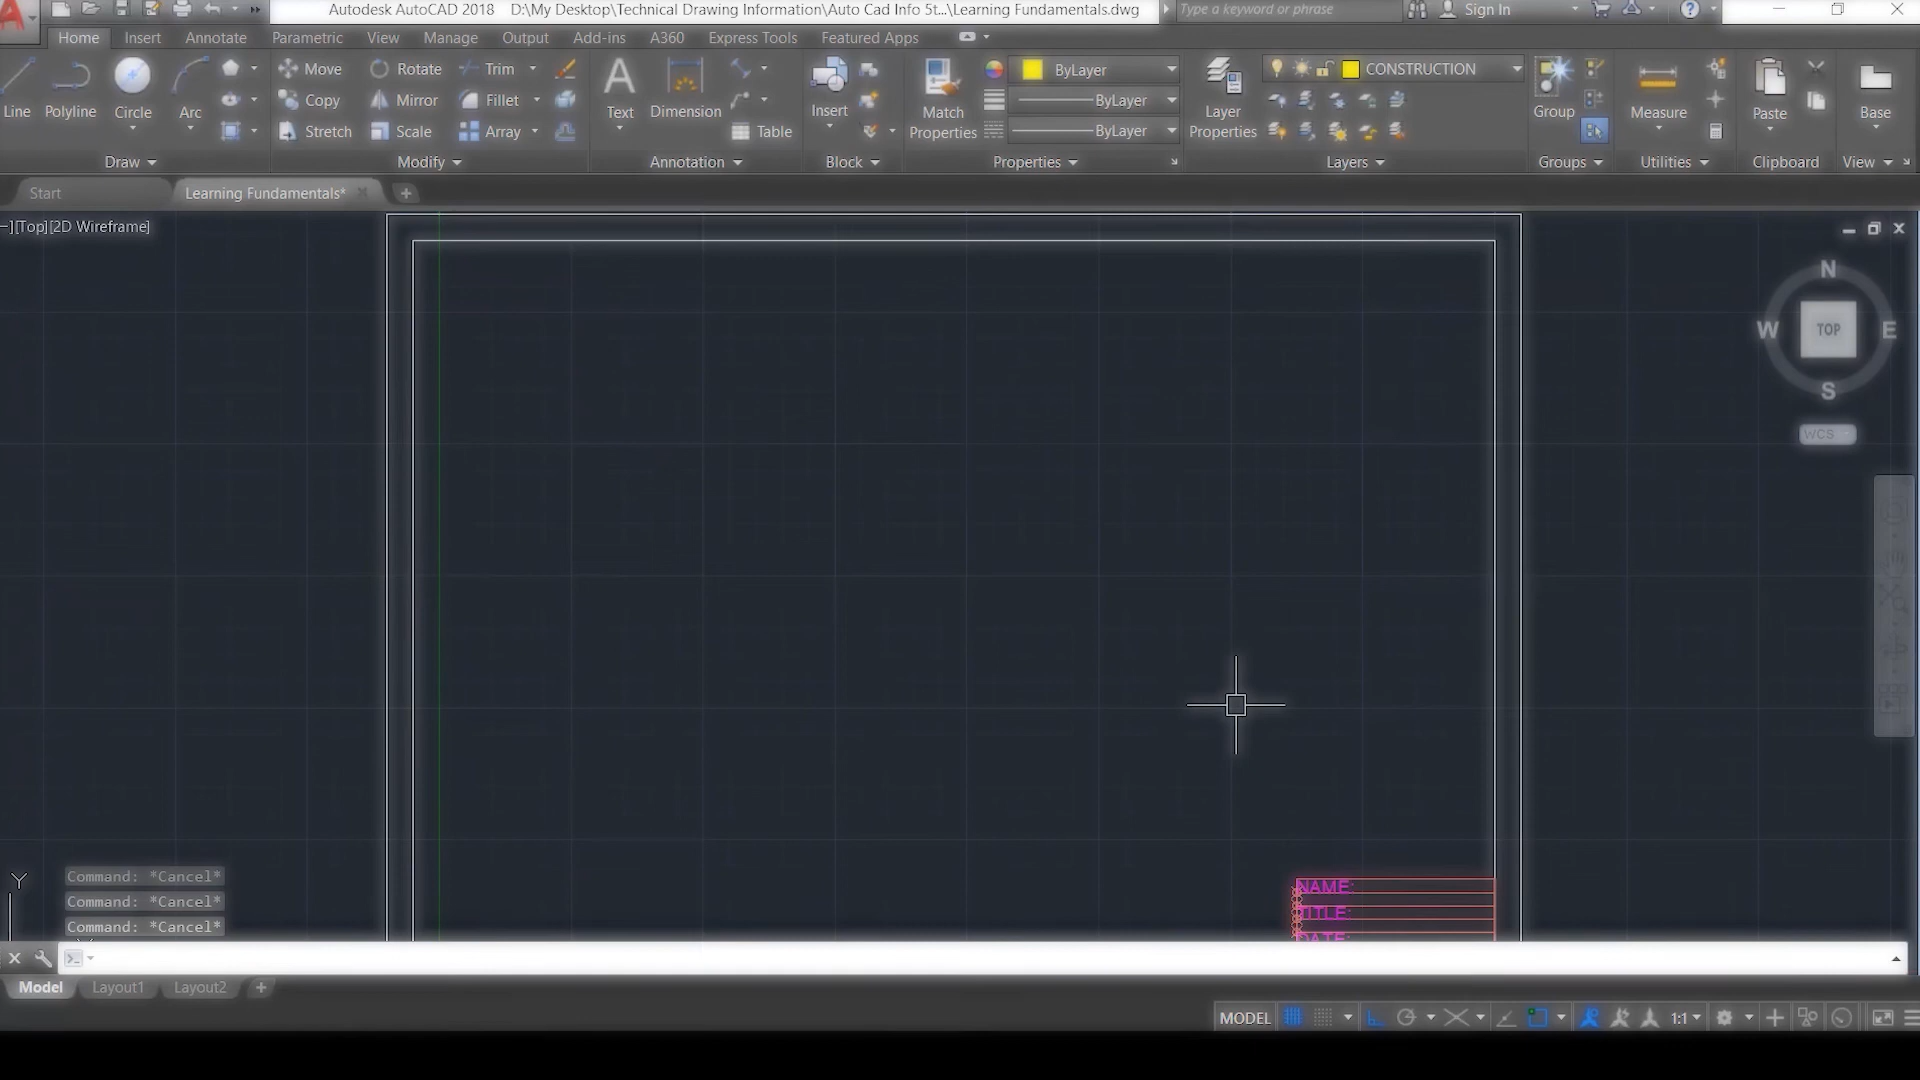 Autodesk AutoCAD 2018 D:\My Desktop\Technical Drawing Information\Auto Cad Info 5t...\Learning Fundamentals.dwg
Type a keyword or phrase
Sign In
Home Insert Annotate Parametric View Manage Output Add-ins A360 Express Tools Featured Apps
Line Polyline Circle Arc
Move Rotate Trim
Copy Mirror Fillet
Stretch Scale Array
Text Dimension Table
Insert
Match Properties
ByLayer
ByLayer
ByLayer
Layer Properties
CONSTRUCTION
Group
Measure
Paste
Base
Draw Modify Annotation Block Properties Layers Groups Utilities Clipboard View
Start Learning Fundamentals* +
−][Top][2D Wireframe]
N
W TOP E
S
WCS
Y
Command: *Cancel*
Command: *Cancel*
Command: *Cancel*
NAME:
TITLE:
DATE:
Model Layout1 Layout2 +
MODEL 1:1